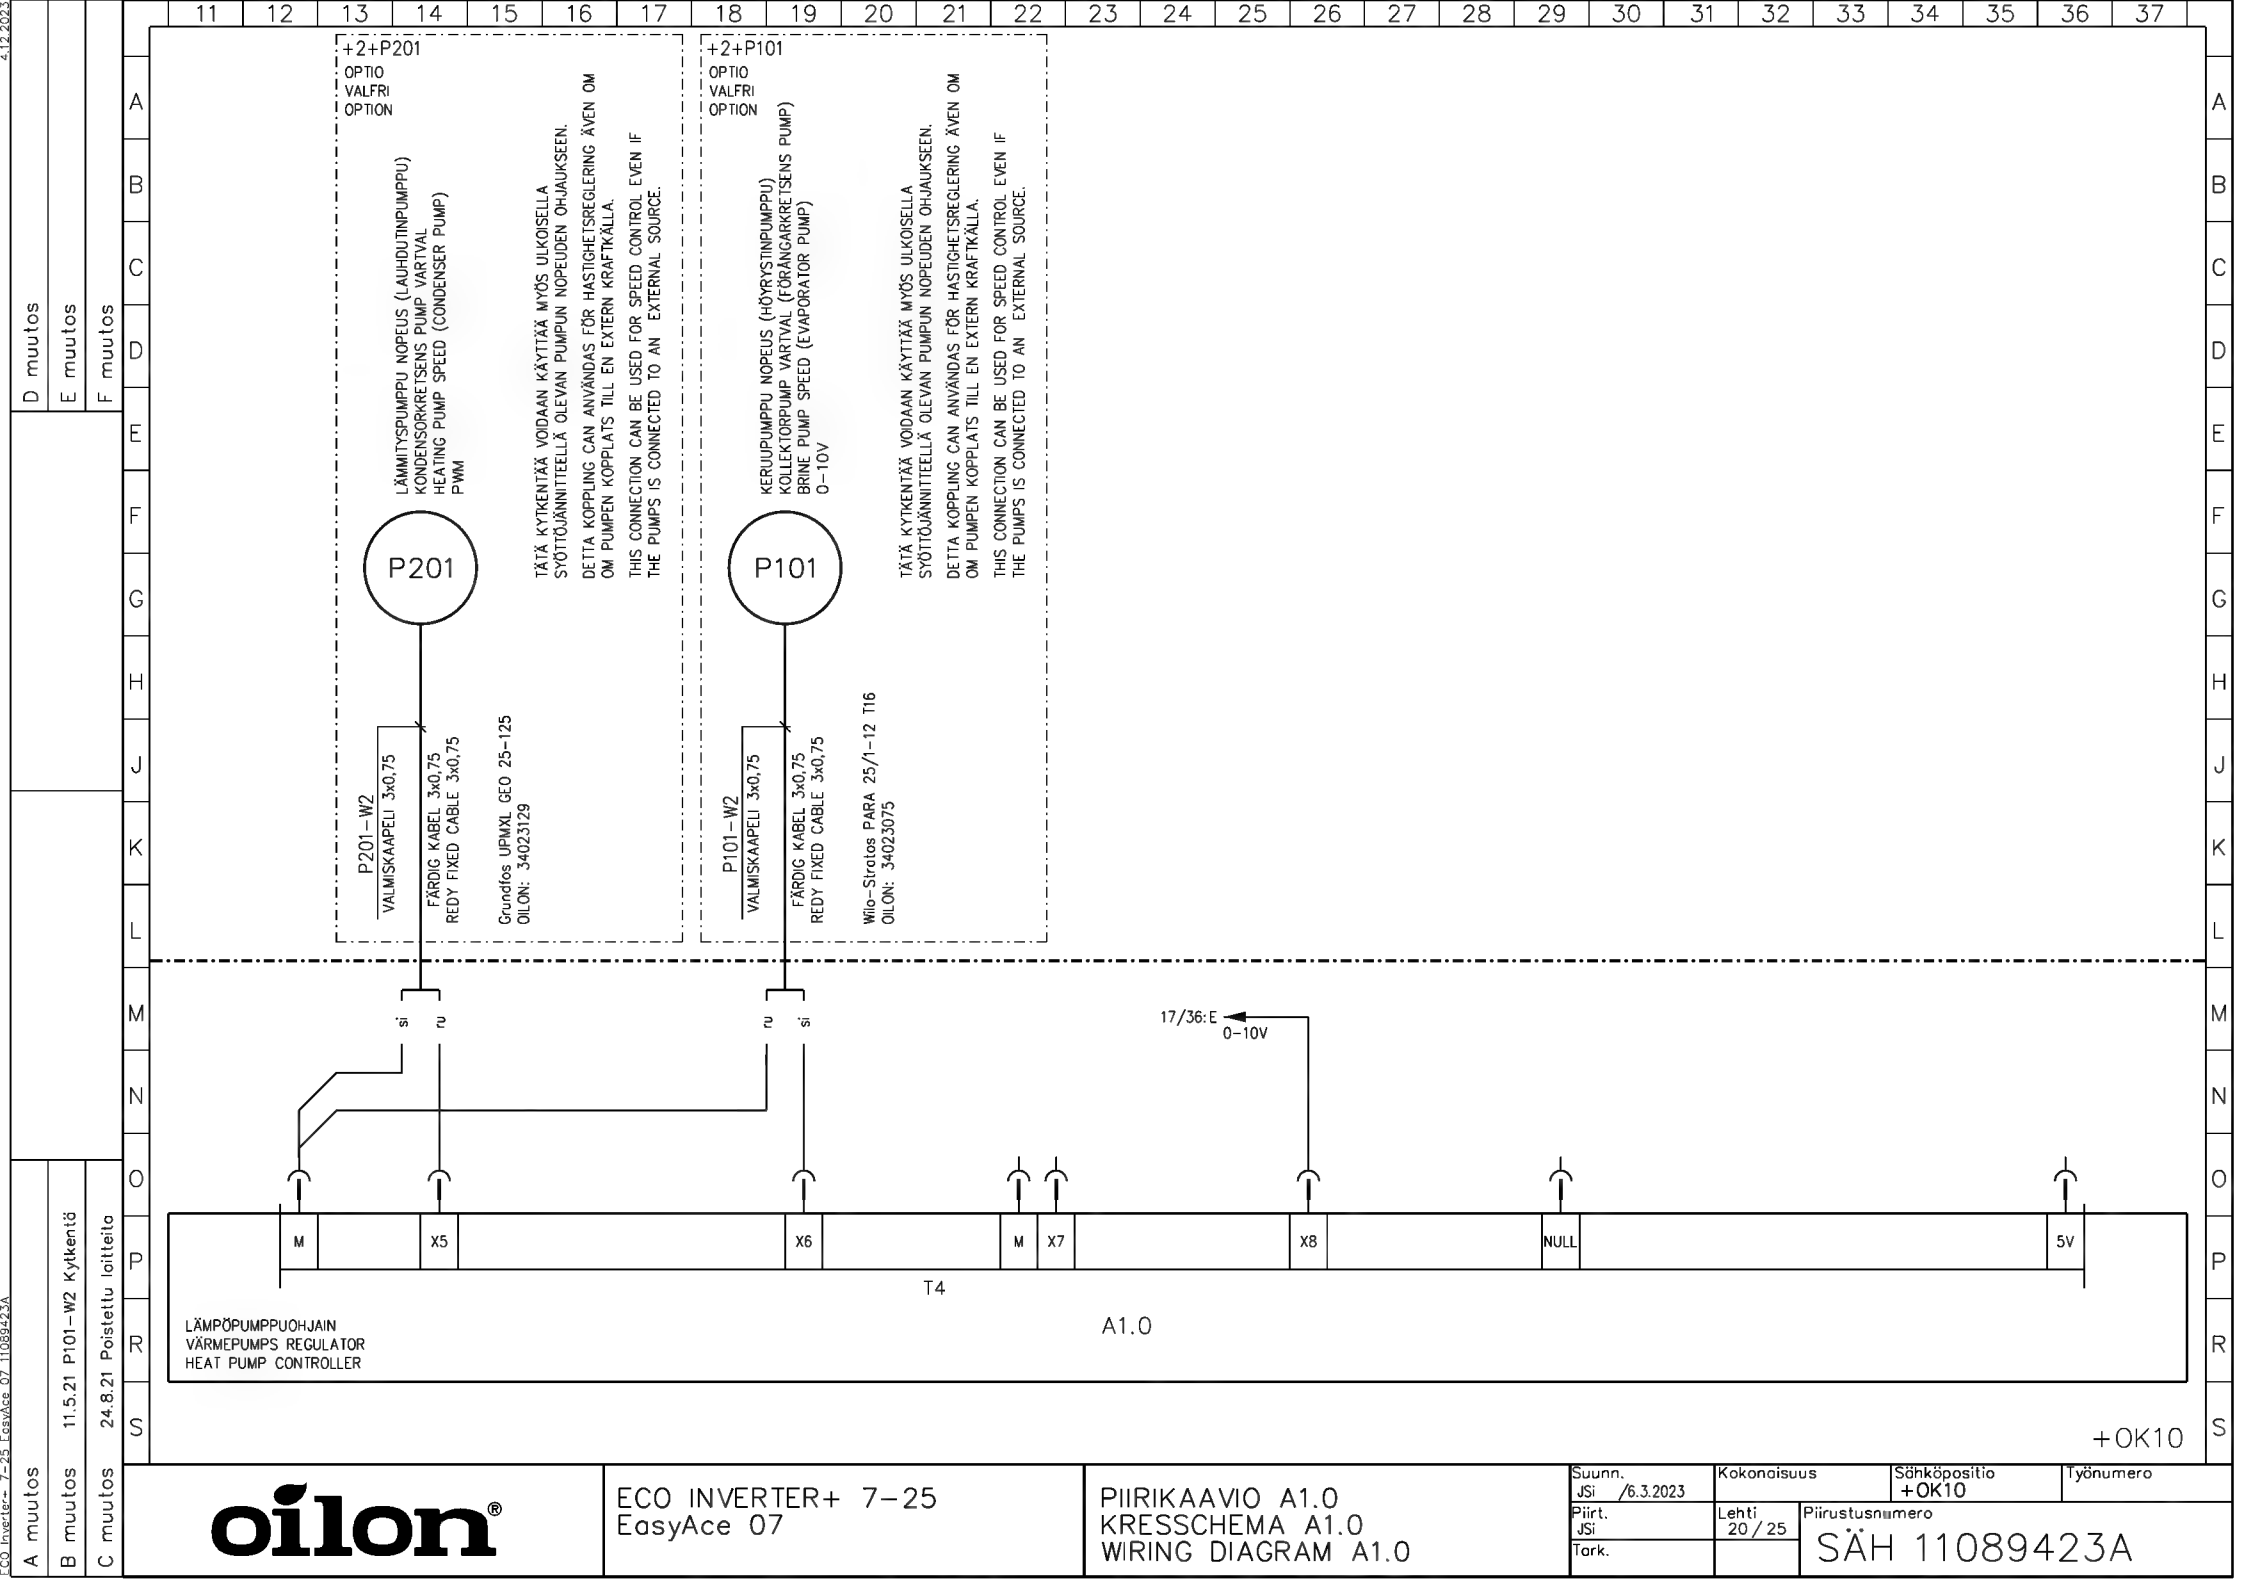 11 12 13 14 15 16 17 18 19 20 21 22 23 24 25 26 27 28 29 30 31 32 33 34 35 36 37
4.12.2023
ECO Inverter+ 7-25 EasyAce 07 11089423A
D muutos
E muutos
F muutos
A muutos
B muutos 11.5.21 P101-W2 Kytkentä
C muutos 24.8.21 Poistettu laitteita
A
B
C
D
E
F
G
H
J
K
L
M
N
O
P
R
S
+2+P201
OPTIO
VALFRI
OPTION
LÄMMITYSPUMPPU NOPEUS (LAUHDUTINPUMPPU)
KONDENSORKRETSENS PUMP VARTVAL
HEATING PUMP SPEED (CONDENSER PUMP)
PWM
P201
TÄTÄ KYTKENTÄÄ VOIDAAN KÄYTTÄÄ MYÖS ULKOISELLA
SYÖTTÖJÄNNITTEELLÄ OLEVAN PUMPUN NOPEUDEN OHJAUKSEEN.
DETTA KOPPLING CAN ANVÄNDAS FÖR HASTIGHETSREGLERING ÄVEN OM
OM PUMPEN KOPPLATS TILL EN EXTERN KRAFTKÄLLA.
THIS CONNECTION CAN BE USED FOR SPEED CONTROL EVEN IF
THE PUMPS IS CONNECTED TO AN EXTERNAL SOURCE.
P201-W2
VALMISKAAPELI 3x0,75
FÄRDIG KABEL 3x0,75
REDY FIXED CABLE 3x0,75
Grundfos UPMXL GEO 25-125
OILON: 34023129
+2+P101
OPTIO
VALFRI
OPTION
KERUUPUMPPU NOPEUS (HÖYRYSTINPUMPPU)
KOLLEKTORPUMP VARTVAL (FÖRÅNGARKRETSENS PUMP)
BRINE PUMP SPEED (EVAPORATOR PUMP)
0-10V
P101
TÄTÄ KYTKENTÄÄ VOIDAAN KÄYTTÄÄ MYÖS ULKOISELLA
SYÖTTÖJÄNNITTEELLÄ OLEVAN PUMPUN NOPEUDEN OHJAUKSEEN.
DETTA KOPPLING CAN ANVÄNDAS FÖR HASTIGHETSREGLERING ÄVEN OM
OM PUMPEN KOPPLATS TILL EN EXTERN KRAFTKÄLLA.
THIS CONNECTION CAN BE USED FOR SPEED CONTROL EVEN IF
THE PUMPS IS CONNECTED TO AN EXTERNAL SOURCE.
P101-W2
VALMISKAAPELI 3x0,75
FÄRDIG KABEL 3x0,75
REDY FIXED CABLE 3x0,75
Wilo-Stratos PARA 25/1-12 T16
OILON: 34023075
si ru ru si
17/36:E
0-10V
M X5 X6 M X7 X8 NULL 5V
T4
A1.0
LÄMPÖPUMPPUOHJAIN
VÄRMEPUMPS REGULATOR
HEAT PUMP CONTROLLER
A
B
C
D
E
F
G
H
J
K
L
M
N
O
P
R
S
+OK10
oilon®
ECO INVERTER+ 7-25
EasyAce 07
PIIRIKAAVIO A1.0
KRESSCHEMA A1.0
WIRING DIAGRAM A1.0
Suunn.
JSi /6.3.2023
Piirt.
JSi
Tark.
Kokonaisuus
Sähköpositio
+OK10
Työnumero
Lehti
20/25
Piirustusnumero
SÄH 11089423A